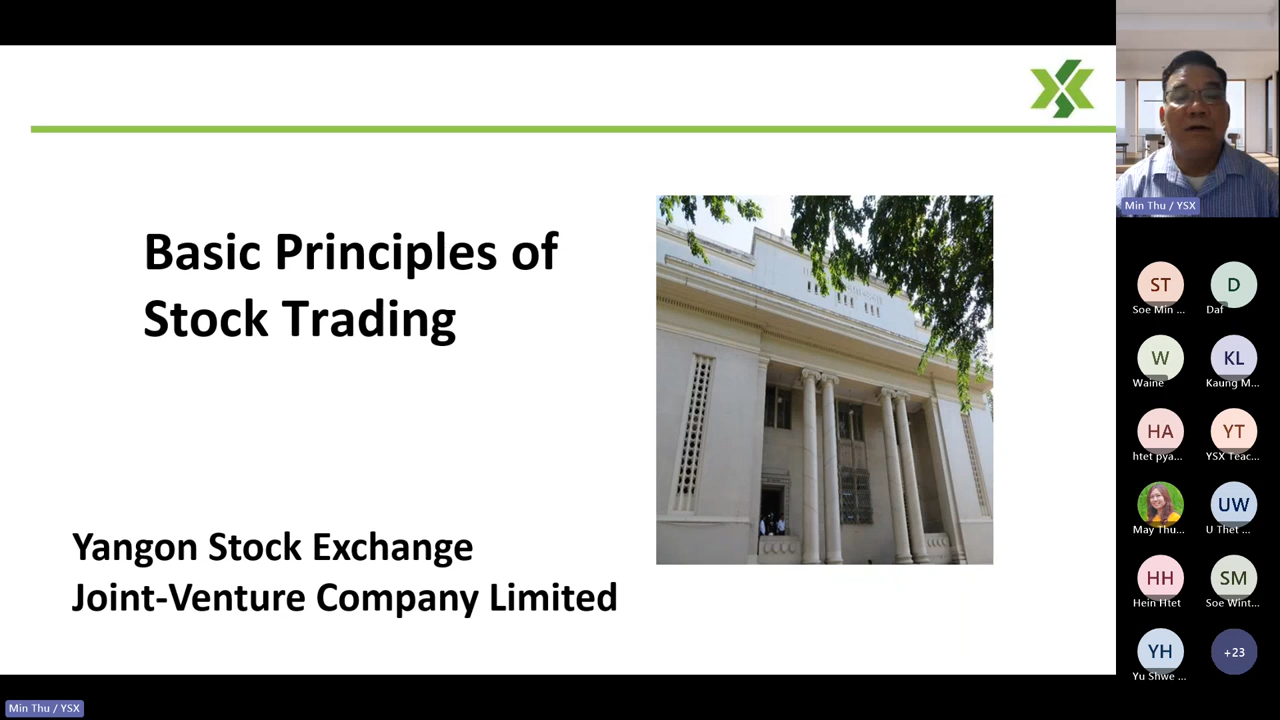 Basic Principles of
Stock Trading
Yangon Stock Exchange
Joint-Venture Company Limited
Min Thu / YSX
Min Thu / YSX
ST
Soe Min ...
D
Daf
W
Waine
KL
Kaung M...
HA
htet pya...
YT
YSX Teac...
May Thu...
UW
U Thet ...
HH
Hein Htet
SM
Soe Wint...
YH
Yu Shwe ...
+23